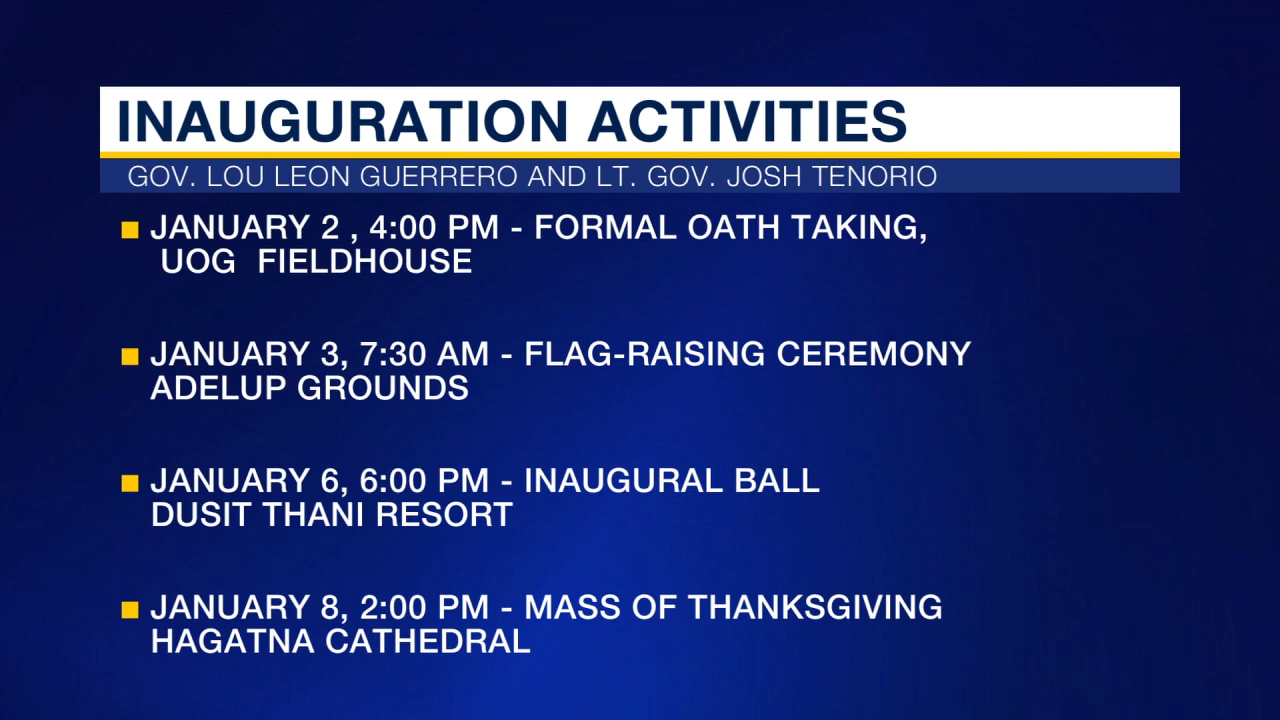 INAUGURATION ACTIVITIES
GOV. LOU LEON GUERRERO AND LT. GOV. JOSH TENORIO
JANUARY 2 , 4:00 PM - FORMAL OATH TAKING,
UOG  FIELDHOUSE
JANUARY 3, 7:30 AM - FLAG-RAISING CEREMONY
ADELUP GROUNDS
JANUARY 6, 6:00 PM - INAUGURAL BALL
DUSIT THANI RESORT
JANUARY 8, 2:00 PM - MASS OF THANKSGIVING
HAGATNA CATHEDRAL